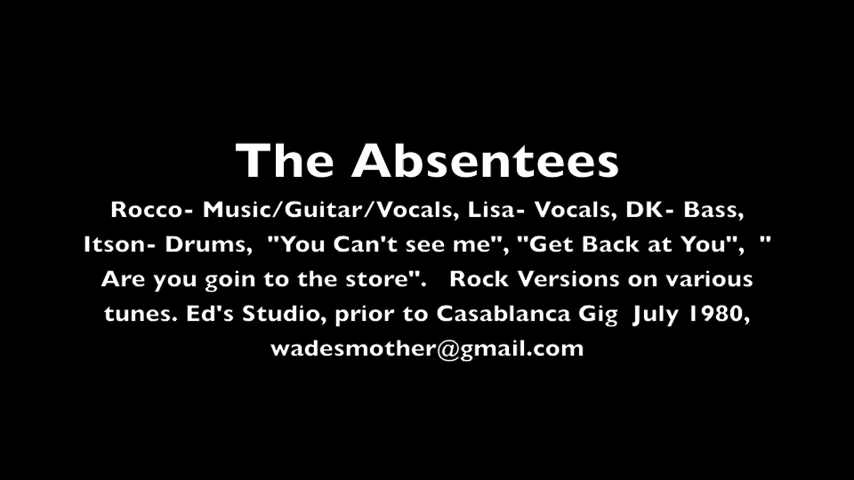 The Absentees
Rocco- Music/Guitar/Vocals, Lisa- Vocals, DK- Bass,
Itson- Drums,  "You Can't see me", "Get Back at You",  "
Are you goin to the store".   Rock Versions on various
tunes. Ed's Studio, prior to Casablanca Gig  July 1980,
wadesmother@gmail.com